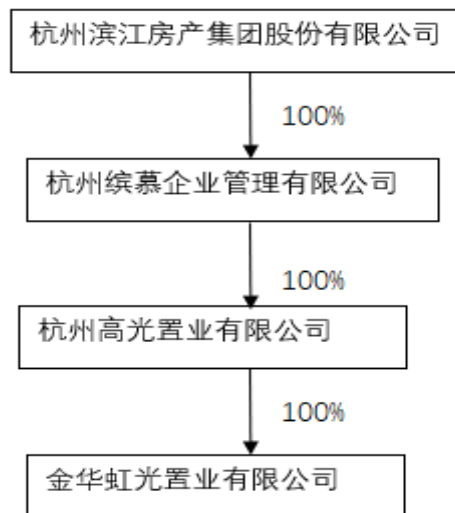 杭州滨江房产集团股份有限公司
100%
杭州缤慕企业管理有限公司
100%
杭州高光置业有限公司
100%
金华虹光置业有限公司